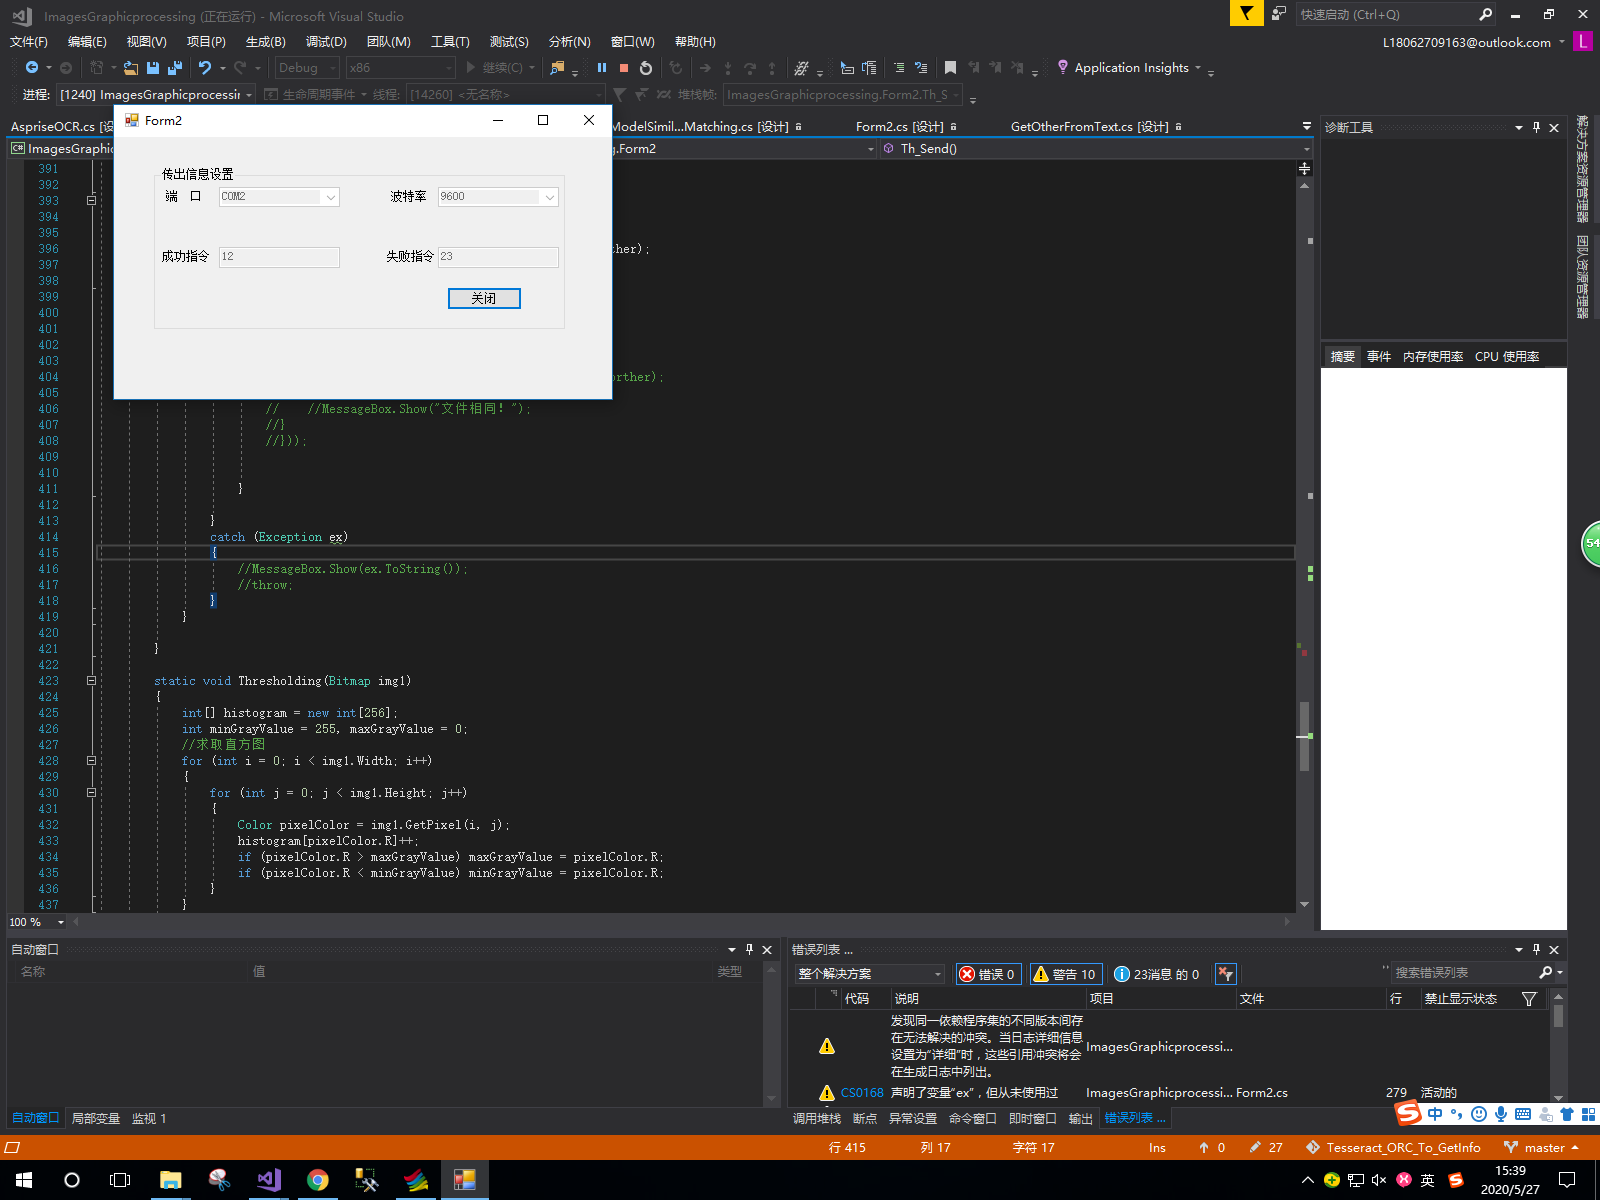 ImagesGraphicprocessing (正在运行) - Microsoft Visual Studio
快速启动 (Ctrl+Q)
文件(F) 编辑(E) 视图(V) 项目(P) 生成(B) 调试(D) 团队(M) 工具(T) 测试(S) 分析(N) 窗口(W) 帮助(H)
L18062709163@outlook.com L
Debug x86 继续(C) Application Insights
进程: [1240] ImagesGraphicprocessin 生命周期事件 线程: [14260] <无名称> 堆栈帧: ImagesGraphicprocessing.Form2.Th_S
AspriseOCR.cs [设 ModelSimil...Matching.cs [设计] Form2.cs [设计] GetOtherFromText.cs [设计]
ImagesGraphic .Form2 Th_Send()
Form2
传出信息设置
端 口 COM2 波特率 9600
成功指令 12 失败指令 23
关闭
391
392
393
394
395
396 ther);
397
398
399
400
401
402
403
404 orther);
405
406 // //MessageBox.Show("文件相同！");
407 //}
408 //}));
409
410
411 }
412
413 }
414 catch (Exception ex)
415 {
416 //MessageBox.Show(ex.ToString());
417 //throw;
418 }
419 }
420
421 }
422
423 static void Thresholding(Bitmap img1)
424 {
425 int[] histogram = new int[256];
426 int minGrayValue = 255, maxGrayValue = 0;
427 //求取直方图
428 for (int i = 0; i < img1.Width; i++)
429 {
430 for (int j = 0; j < img1.Height; j++)
431 {
432 Color pixelColor = img1.GetPixel(i, j);
433 histogram[pixelColor.R]++;
434 if (pixelColor.R > maxGrayValue) maxGrayValue = pixelColor.R;
435 if (pixelColor.R < minGrayValue) minGrayValue = pixelColor.R;
436 }
437 }
100 %
诊断工具
摘要 事件 内存使用率 CPU 使用率
解决方案资源管理器
团队资源管理器
54
自动窗口
名称 值 类型
自动窗口 局部变量 监视 1
错误列表 ...
整个解决方案 错误 0 警告 10 23消息 的 0 搜索错误列表
代码 说明 项目 文件 行 禁止显示状态
发现同一依赖程序集的不同版本间存
在无法解决的冲突。当日志详细信息
设置为“详细”时，这些引用冲突将会
在生成日志中列出。
ImagesGraphicprocessi...
CS0168 声明了变量“ex”，但从未使用过 ImagesGraphicprocessi... Form2.cs 279 活动的
调用堆栈 断点 异常设置 命令窗口 即时窗口 输出 错误列表 ...
中
行 415 列 17 字符 17 Ins 0 27 Tesseract_ORC_To_GetInfo master
英
15:39
2020/5/27